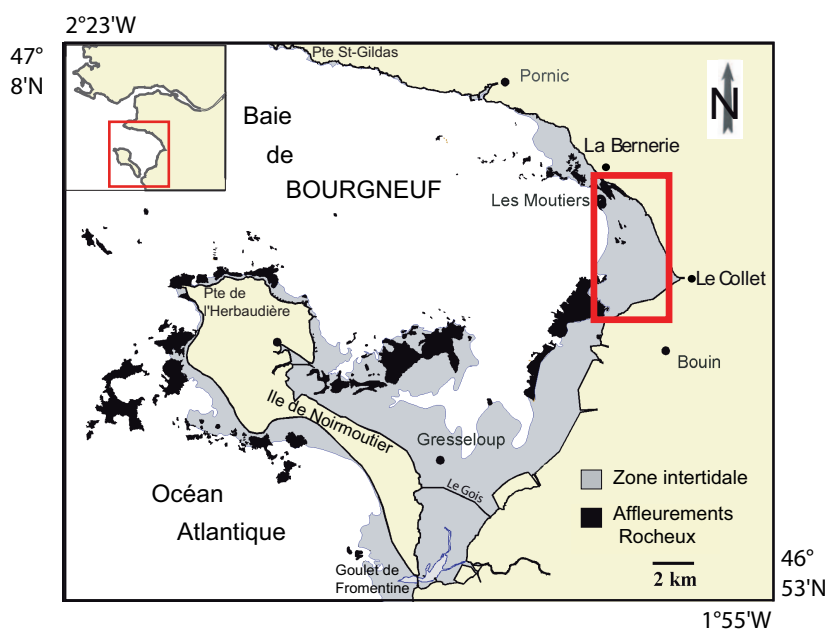 2°23'W
47°
8'N
Pte St-Gildas
Pornic
N
Baie
de
BOURGNEUF
La Bernerie
Les Moutiers
Le Collet
Pte de
l'Herbaudière
Bouin
Ile de Noirmoutier
Gresseloup
Le Gois
Zone intertidale
Océan
Atlantique
Affleurements
Rocheux
Goulet de
Fromentine
2 km
46°
53'N
1°55'W